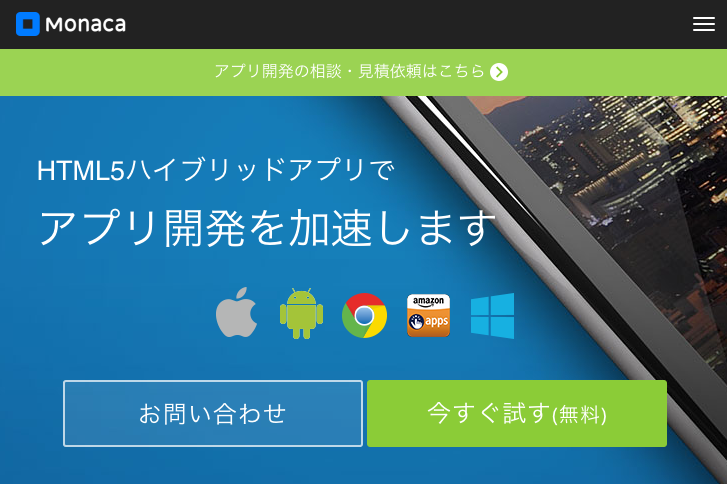 Monaca
アプリ開発の相談・見積依頼はこちら
HTML5ハイブリッドアプリで
アプリ開発を加速します
amazon
apps
お問い合わせ
今すぐ試す(無料)